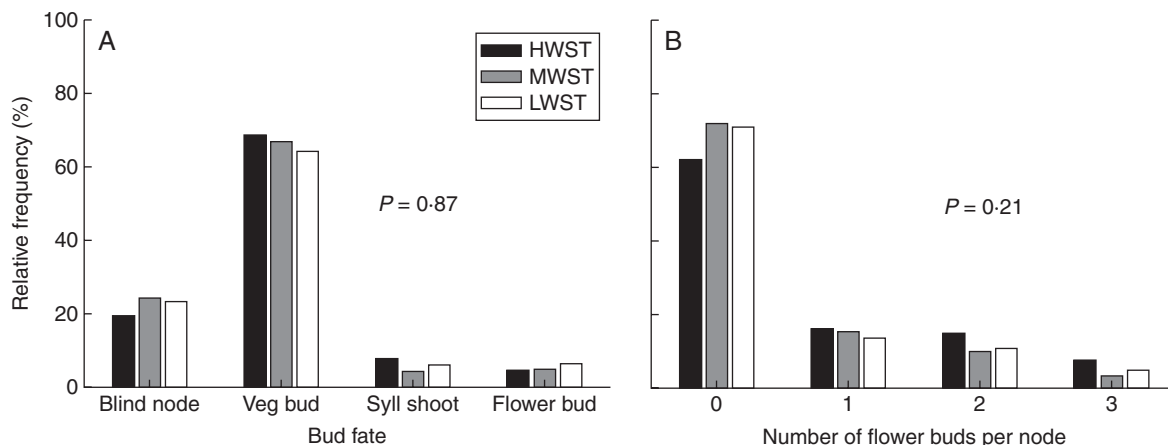 100
80
60
40
20
0
Relative frequency (%)
A
HWST
MWST
LWST
P = 0·87
Blind node Veg bud Syll shoot Flower bud
Bud fate
B
P = 0·21
0 1 2 3
Number of flower buds per node